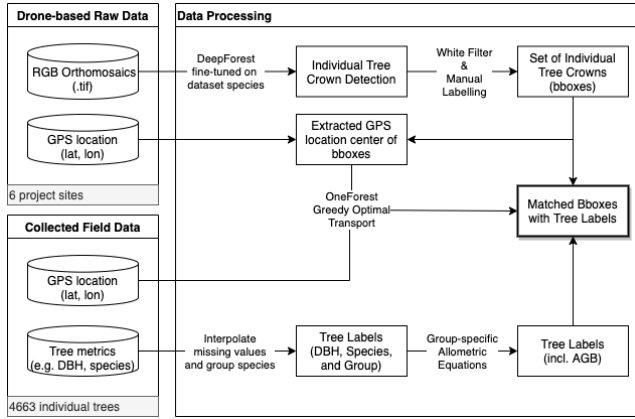 Drone-based Raw Data
RGB Orthomosaics
(.tif)
GPS location
(lat, lon)
6 project sites
Collected Field Data
GPS location
(lat, lon)
Tree metrics
(e.g. DBH, species)
4663 individual trees
Data Processing
DeepForest
fine-tuned on
dataset species
Individual Tree
Crown Detection
White Filter
&
Manual
Labelling
Set of Individual
Tree Crowns
(bboxes)
Extracted GPS
location center of
bboxes
OneForest
Greedy Optimal
Transport
Matched Bboxes
with Tree Labels
Interpolate
missing values
and group species
Tree Labels
(DBH, Species,
and Group)
Group-specific
Allometric
Equations
Tree Labels
(incl. AGB)